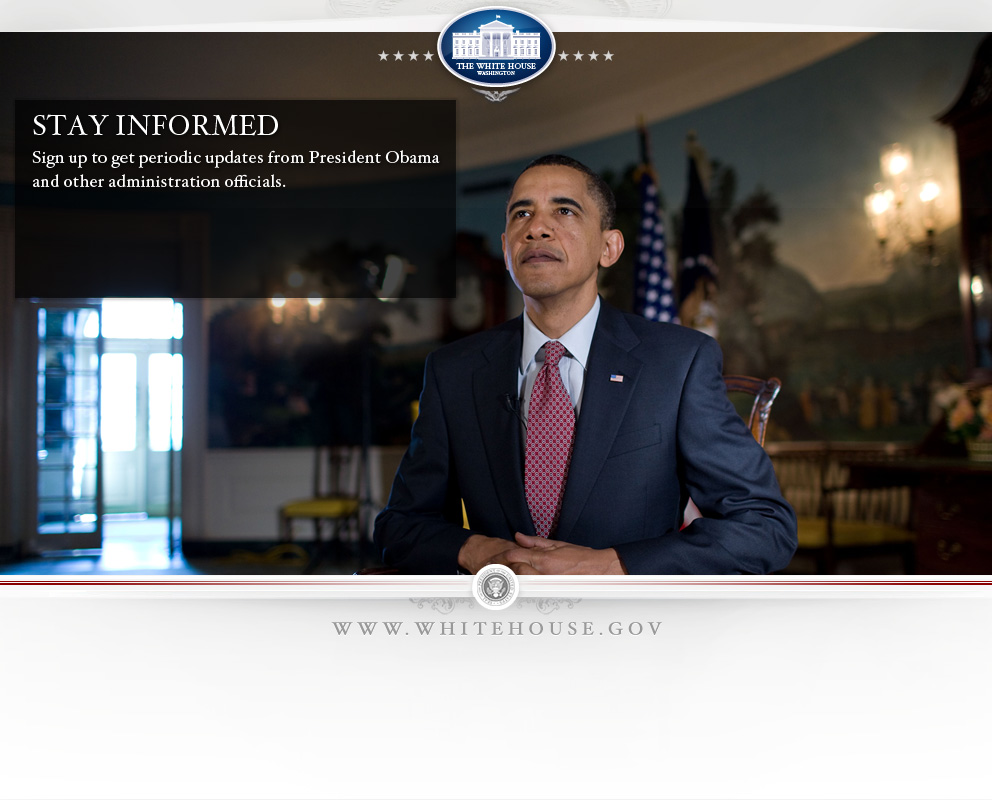 THE WHITE HOUSE
WASHINGTON
STAY INFORMED
Sign up to get periodic updates from President Obama
and other administration officials.
WWW.WHITEHOUSE.GOV